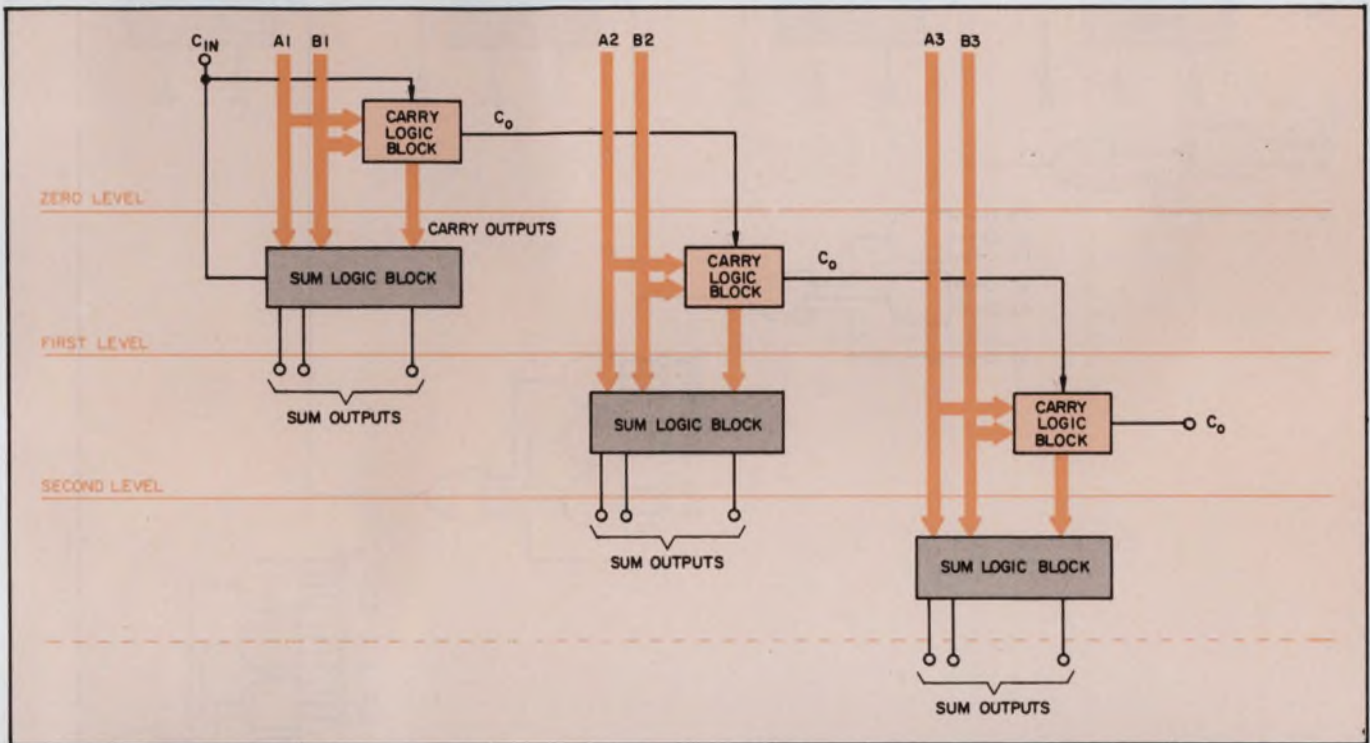 C_IN A1 B1 A2 B2 A3 B3
CARRY
LOGIC
BLOCK
C_o
ZERO LEVEL
CARRY OUTPUTS
SUM LOGIC BLOCK
CARRY
LOGIC
BLOCK
C_o
FIRST LEVEL
SUM OUTPUTS
SUM LOGIC BLOCK
CARRY
LOGIC
BLOCK
C_o
SECOND LEVEL
SUM OUTPUTS
SUM LOGIC BLOCK
SUM OUTPUTS